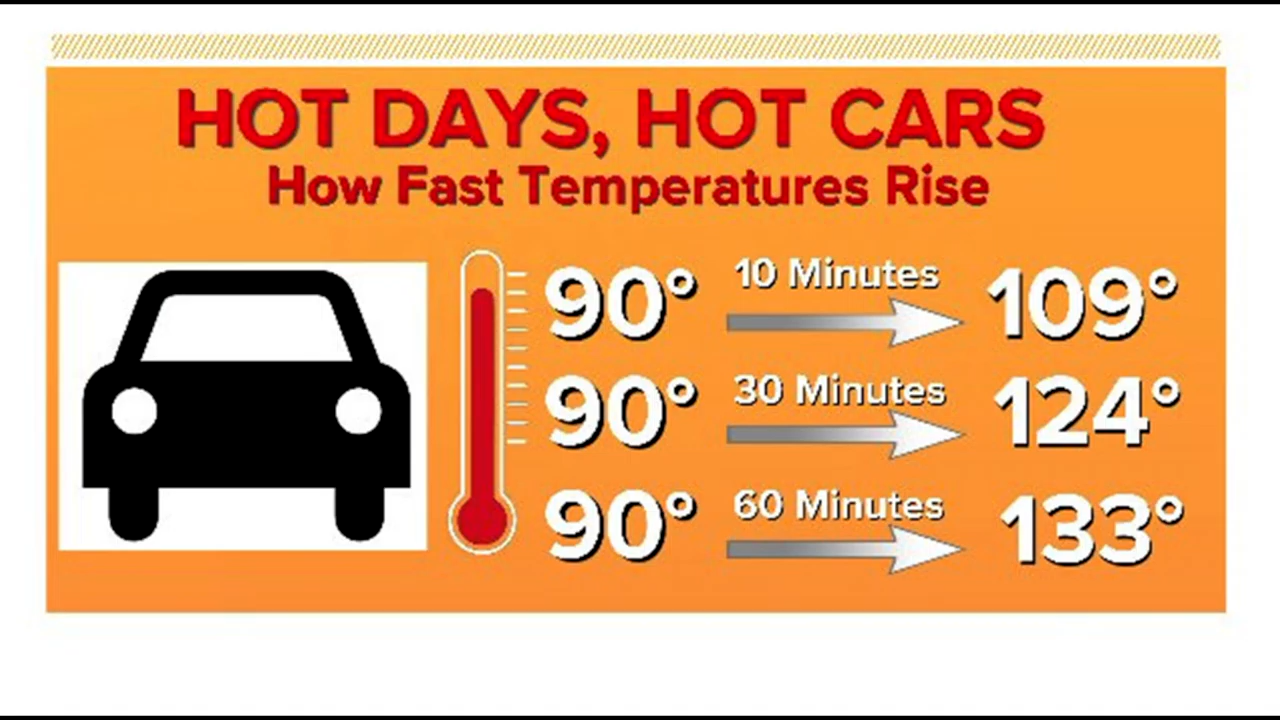 HOT DAYS, HOT CARS
How Fast Temperatures Rise
90° 10 Minutes 109°
90° 30 Minutes 124°
90° 60 Minutes 133°